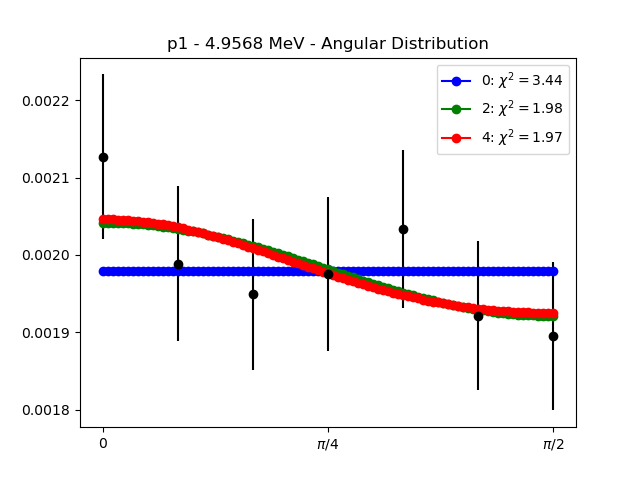 p1 - 4.9568 MeV - Angular Distribution
0: χ² = 3.44
2: χ² = 1.98
4: χ² = 1.97
0.0022
0.0021
0.0020
0.0019
0.0018
0
π/4
π/2